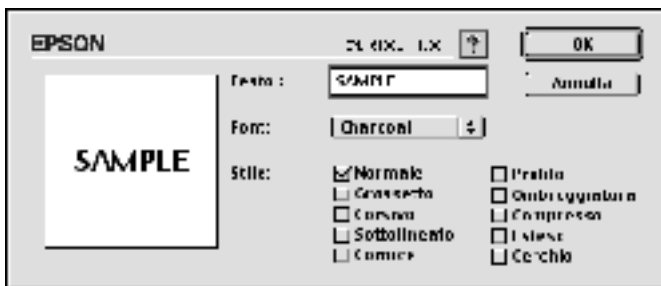 EPSON
OK
Testo :
SAMPLE
Annulla
Font:
Charcoal
SAMPLE
Stile:
Normale
Profilo
Grassetto
Ombreggiatura
Corsivo
Compresso
Sottolineato
Esteso
Cornice
Cerchio